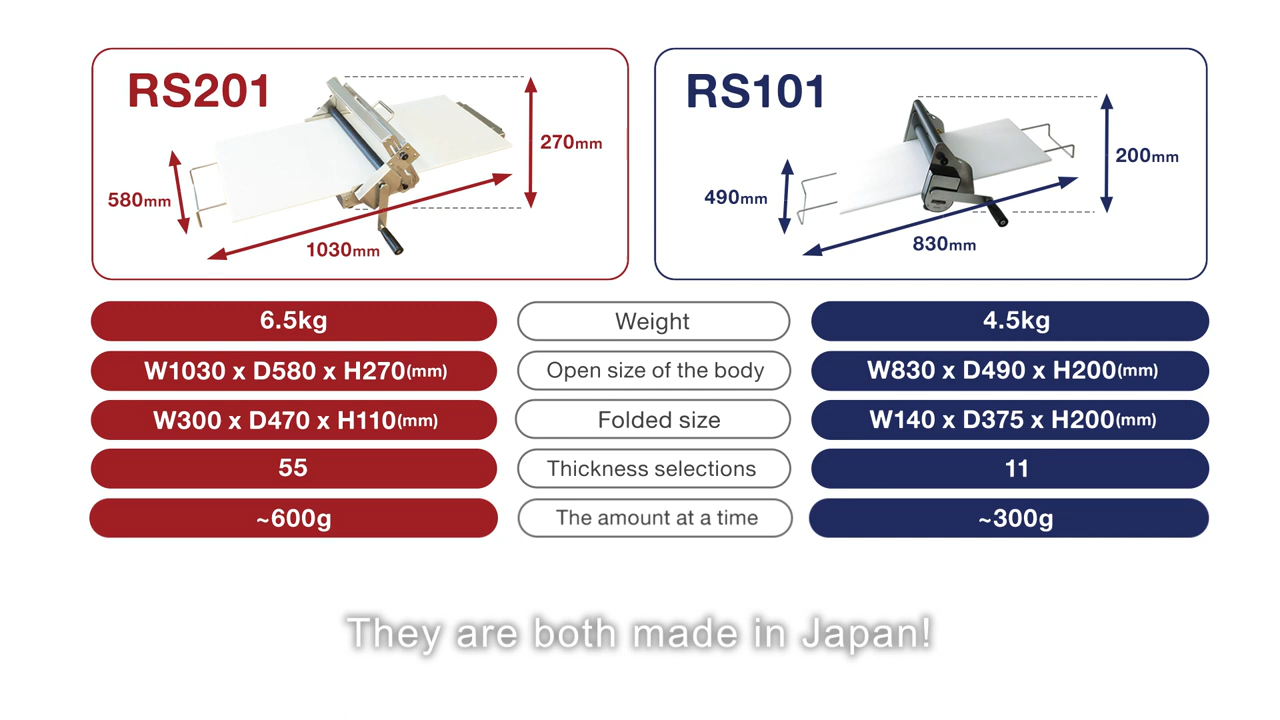 RS201
270mm
580mm
1030mm
RS101
200mm
490mm
830mm
6.5kg Weight 4.5kg
W1030 x D580 x H270(mm) Open size of the body W830 x D490 x H200(mm)
W300 x D470 x H110(mm) Folded size W140 x D375 x H200(mm)
55 Thickness selections 11
~600g The amount at a time ~300g
They are both made in Japan!